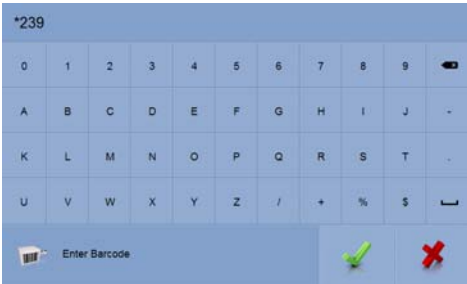 *239
0 1 2 3 4 5 6 7 8 9
A B C D E F G H I J -
K L M N O P Q R S T .
U V W X Y Z / + % $
Enter Barcode